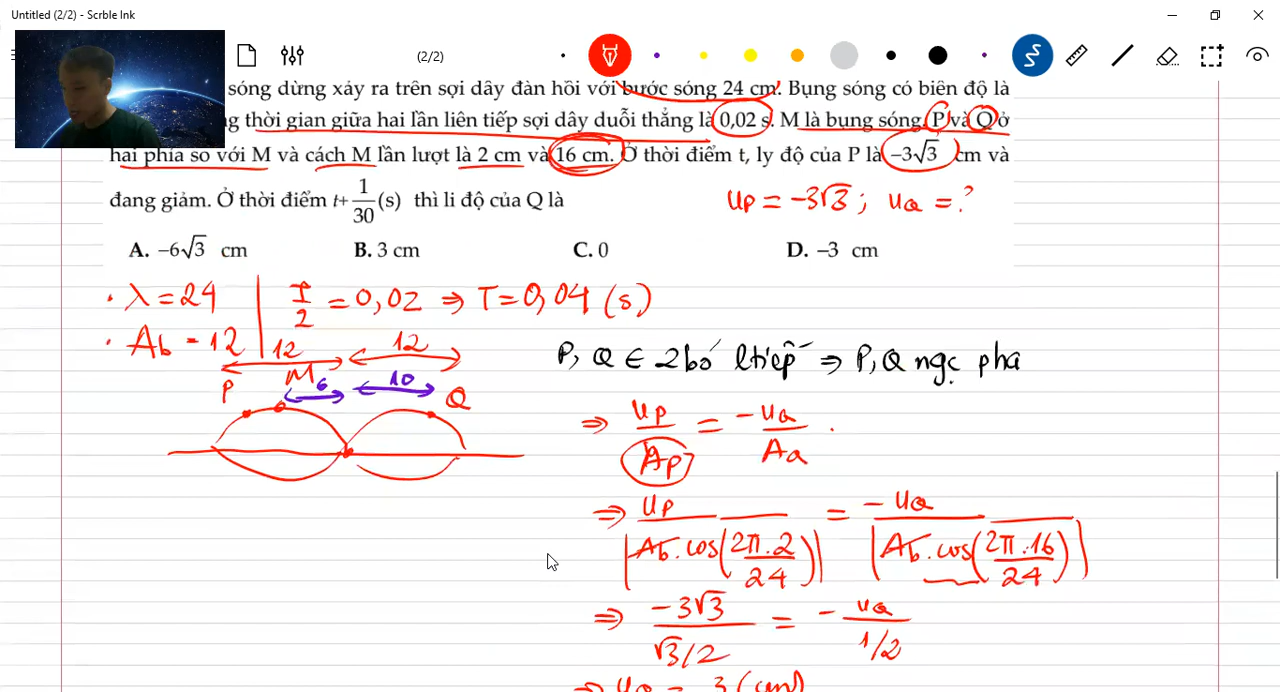 Untitled (2/2) - Scrble Ink
(2/2)
sóng dừng xảy ra trên sợi dây đàn hồi với bước sóng 24 cm. Bụng sóng có biên độ là
g thời gian giữa hai lần liên tiếp sợi dây duỗi thẳng là 0,02 s. M là bụng sóng P và Q ở
hai phía so với M và cách M lần lượt là 2 cm và 16 cm. Ở thời điểm t, ly độ của P là −3√3 cm và
đang giảm. Ở thời điểm t+ 1/30 (s) thì li độ của Q là
uP = −3√3 ; uQ = ?
A. −6√3 cm B. 3 cm C. 0 D. −3 cm
• λ = 24 | T/2 = 0,02 ⇒ T = 0,04 (s)
• Ab = 12
12 12
P M 6 10 Q
P, Q ∈ 2 bó ltiếp ⇒ P, Q ngc pha
⇒ uP/AP = −uQ/AQ
⇒ uP/|Ab.cos(2π.2/24)| = −uQ/|Ab.cos(2π.16/24)|
⇒ −3√3/(√3/2) = − uQ/(1/2)
⇒ uQ = 3 (cm)